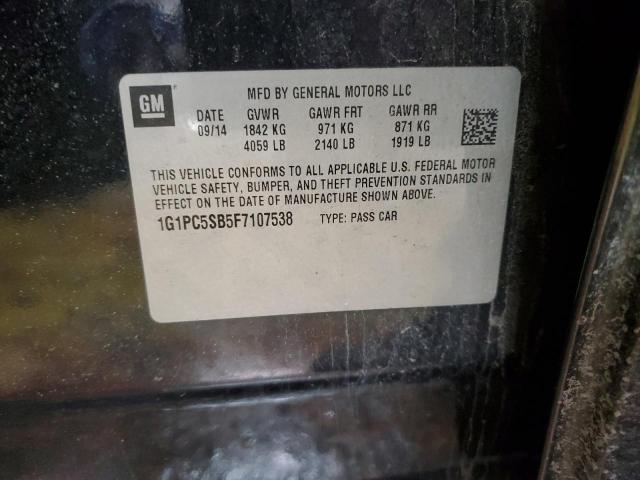 GM
MFD BY GENERAL MOTORS LLC
DATE GVWR GAWR FRT GAWR RR
09/14 1842 KG 971 KG 871 KG
4059 LB 2140 LB 1919 LB
THIS VEHICLE CONFORMS TO ALL APPLICABLE U.S. FEDERAL MOTOR
VEHICLE SAFETY, BUMPER, AND THEFT PREVENTION STANDARDS IN
EFFECT ON THE DATE OF MANUFACTURE SHOWN ABOVE.
1G1PC5SB5F7107538 TYPE: PASS CAR